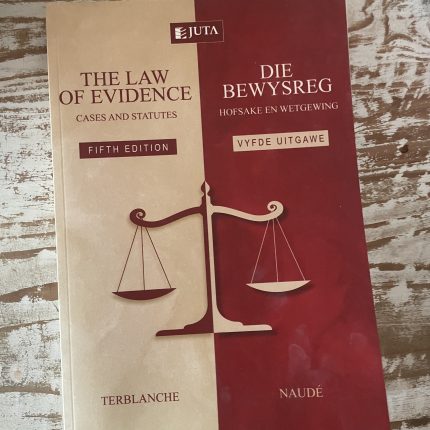 JUTA
THE LAW
OF EVIDENCE
CASES AND STATUTES
FIFTH EDITION
DIE
BEWYSREG
HOFSAKE EN WETGEWING
VYFDE UITGAWE
TERBLANCHE
NAUDÉ